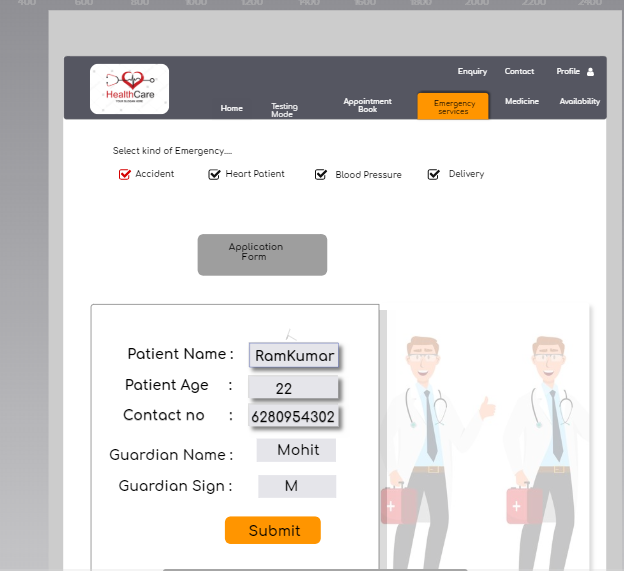 400 600 800 1000 1200 1400 1600 1800 2000 2200 2400
Enquiry Contact Profile
HealthCare
YOUR SLOGAN HERE
Home Testing Mode Appointment Book Emergency services Medicine Availability
Select kind of Emergency....
Accident Heart Patient Blood Pressure Delivery
Application
Form
Patient Name : RamKumar
Patient Age : 22
Contact no : 6280954302
Guardian Name : Mohit
Guardian Sign : M
Submit